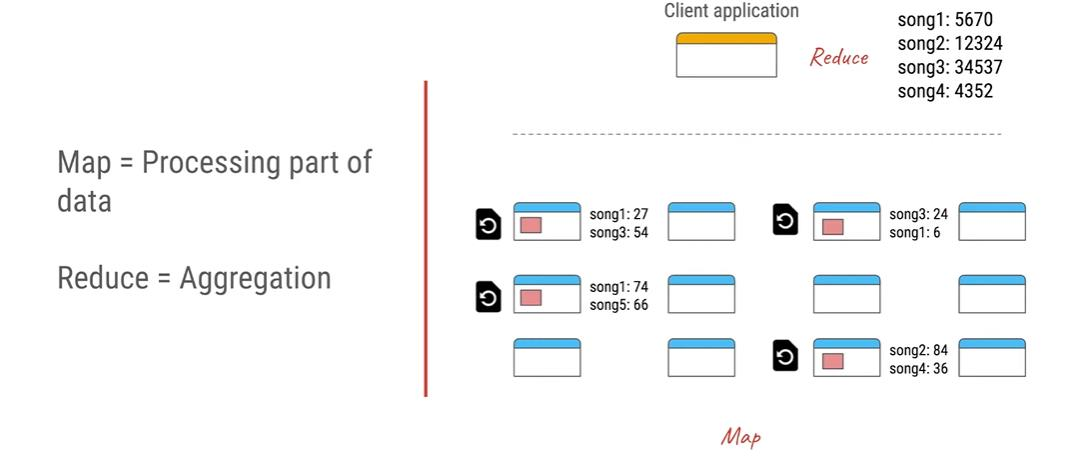 Client application
Reduce
song1: 5670
song2: 12324
song3: 34537
song4: 4352
Map = Processing part of
data
Reduce = Aggregation
song1: 27
song3: 54
song3: 24
song1: 6
song1: 74
song5: 66
song2: 84
song4: 36
Map